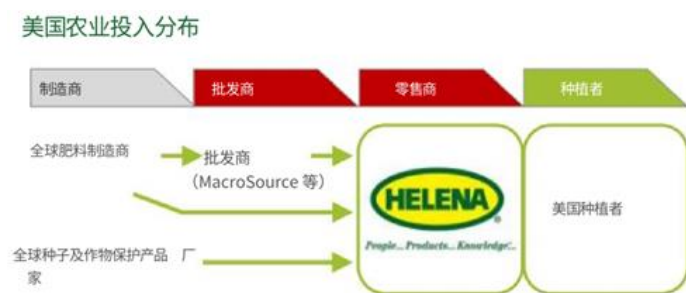 美国农业投入分布
制造商
批发商
零售商
种植者
全球肥料制造商
批发商
（MacroSource 等）
HELENA
People... Products... Knowledge...
美国种植者
全球种子及作物保护产品 厂
家